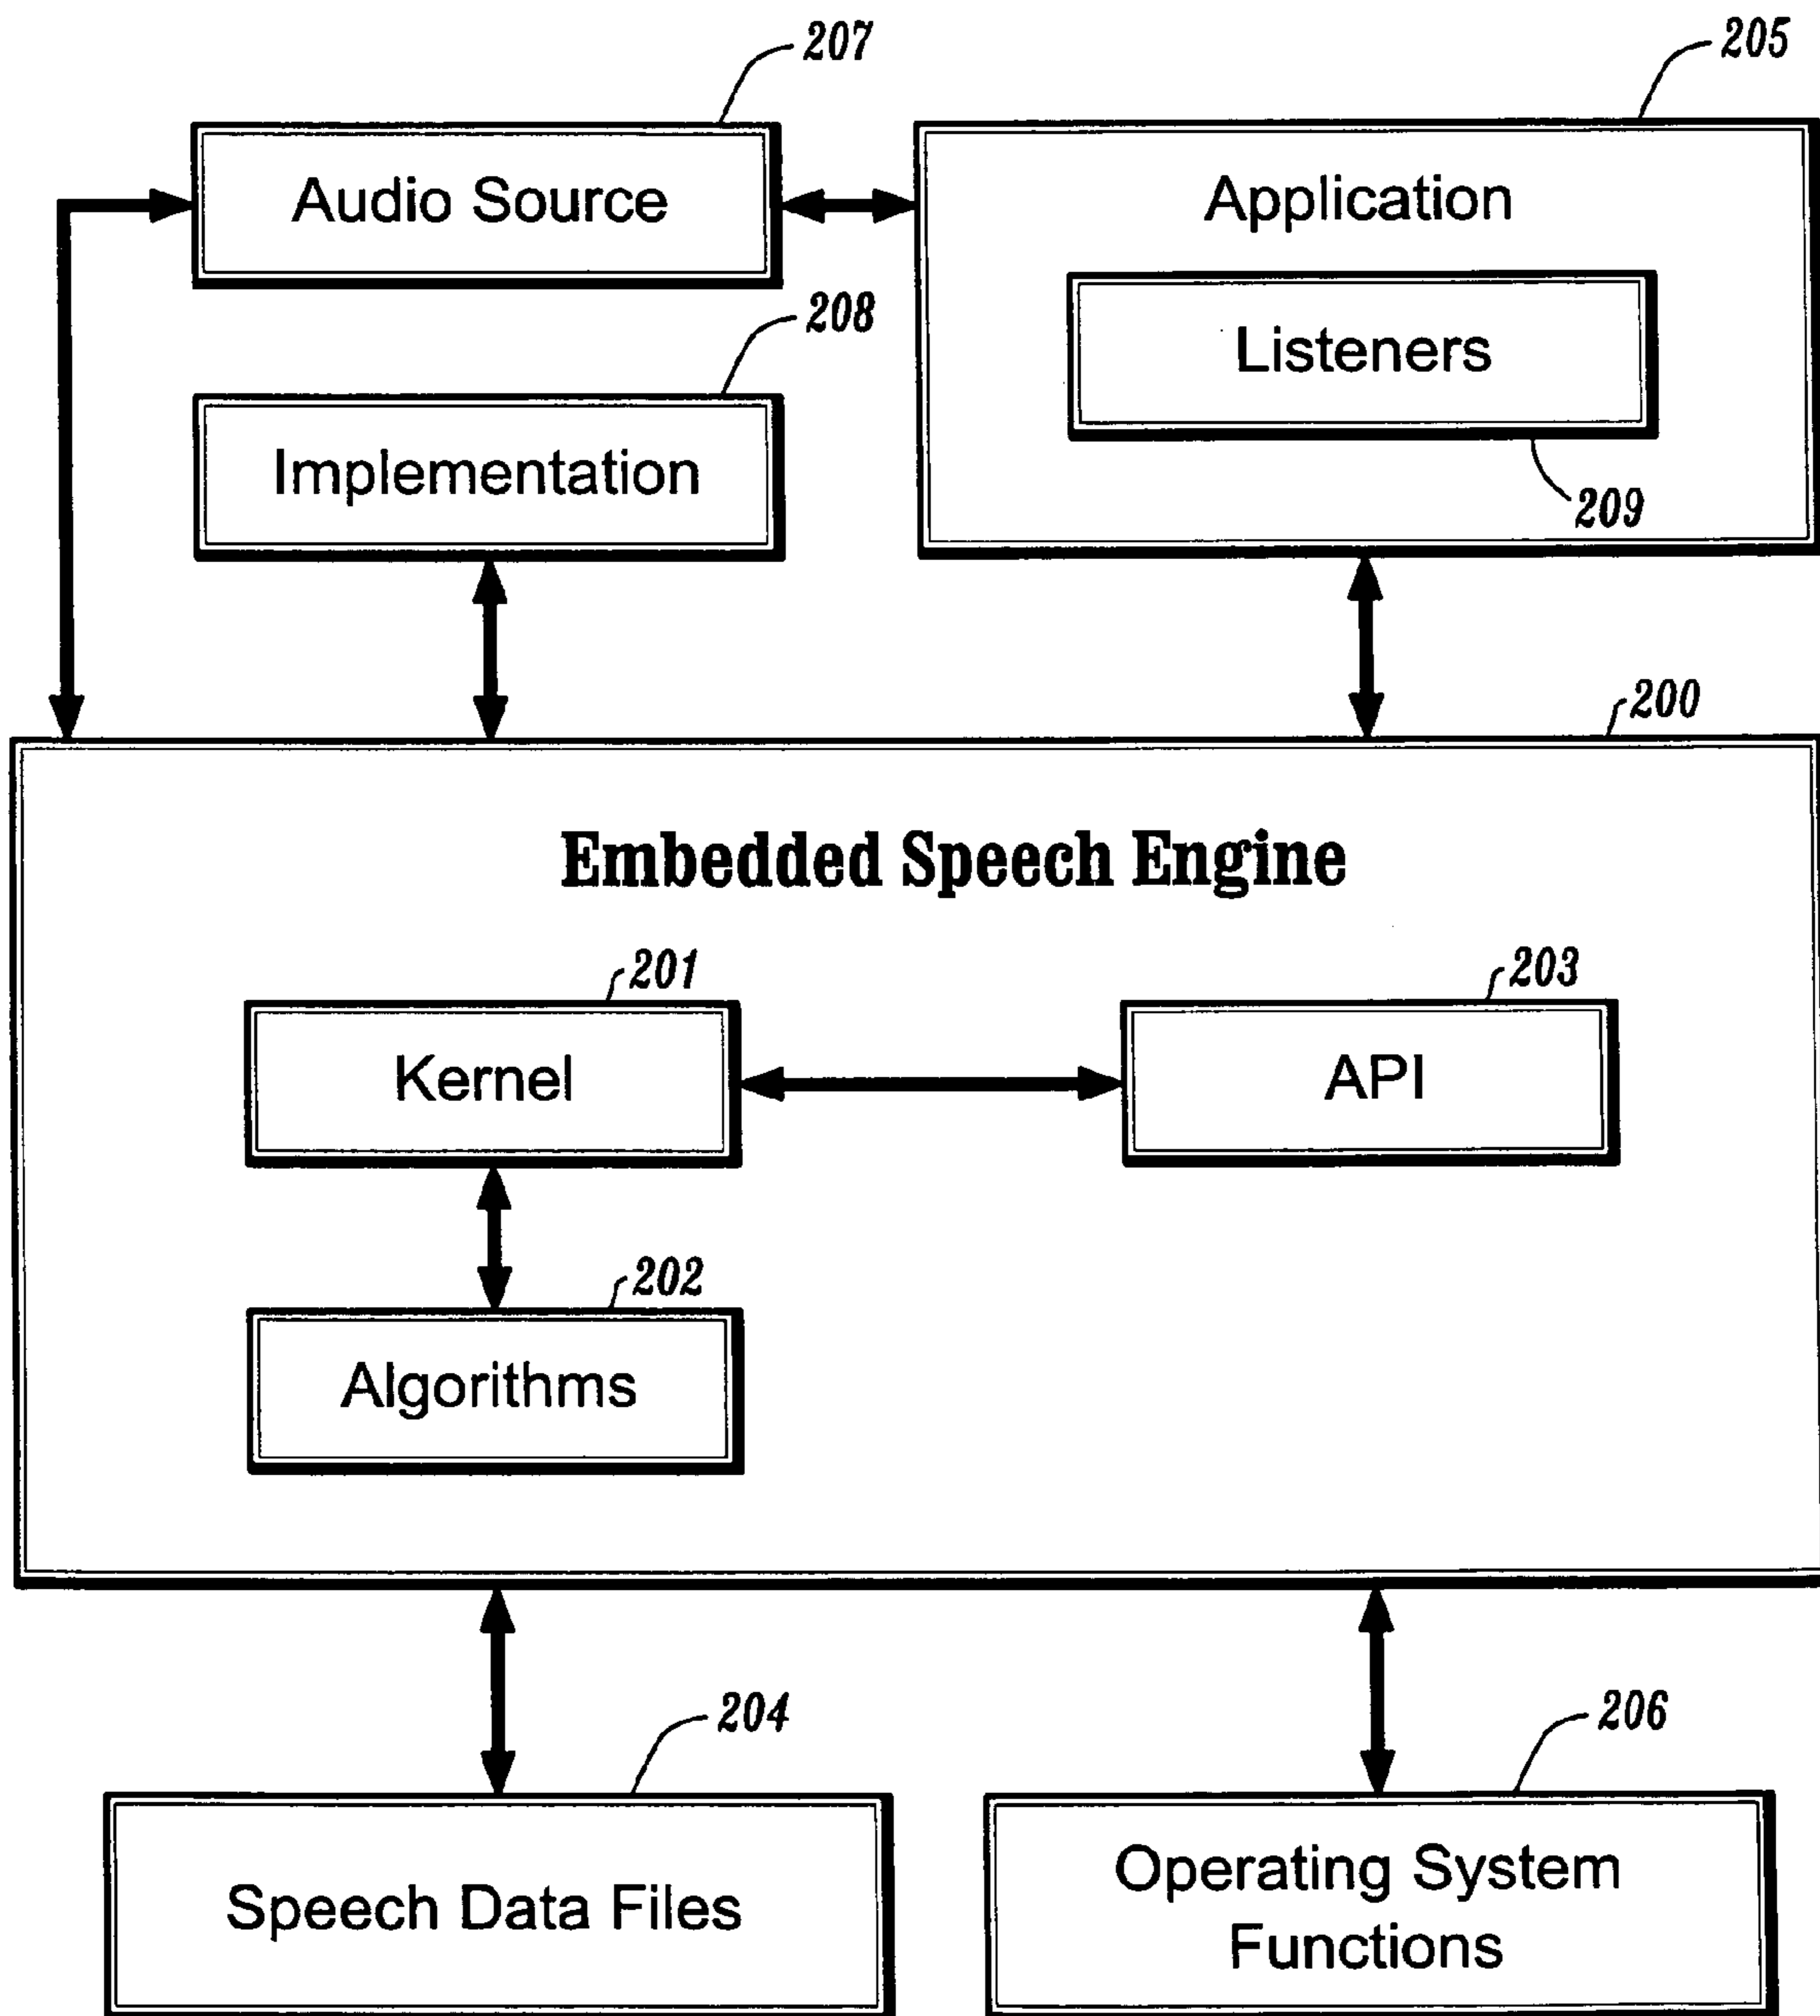 207
205
Audio Source
Application
208
Listeners
Implementation
209
200
Embedded Speech Engine
201
203
Kernel
API
202
Algorithms
204
206
Speech Data Files
Operating System
Functions